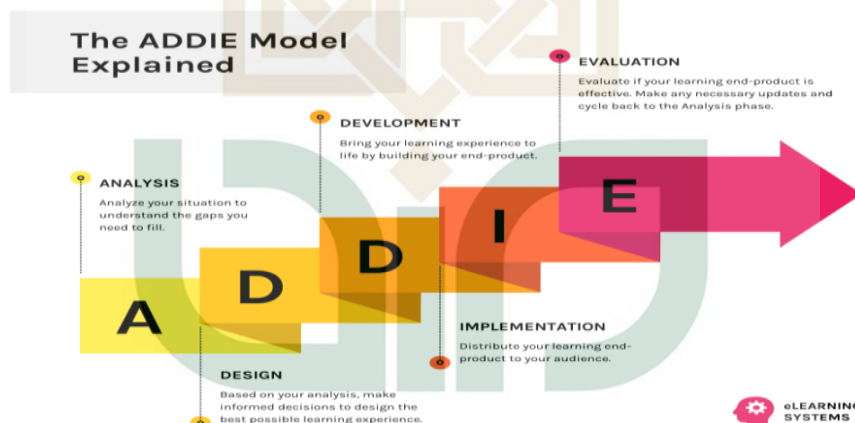 The ADDIE Model
Explained
EVALUATION
Evaluate if your learning end-product is
effective. Make any necessary updates and
cycle back to the Analysis phase.
DEVELOPMENT
Bring your learning experience to
life by building your end-product.
ANALYSIS
Analyze your situation to
understand the gaps you
need to fill.
A
D
D
I
E
IMPLEMENTATION
Distribute your learning end-
product to your audience.
DESIGN
Based on your analysis, make
informed decisions to design the
best possible learning experience.
eLEARNING
SYSTEMS